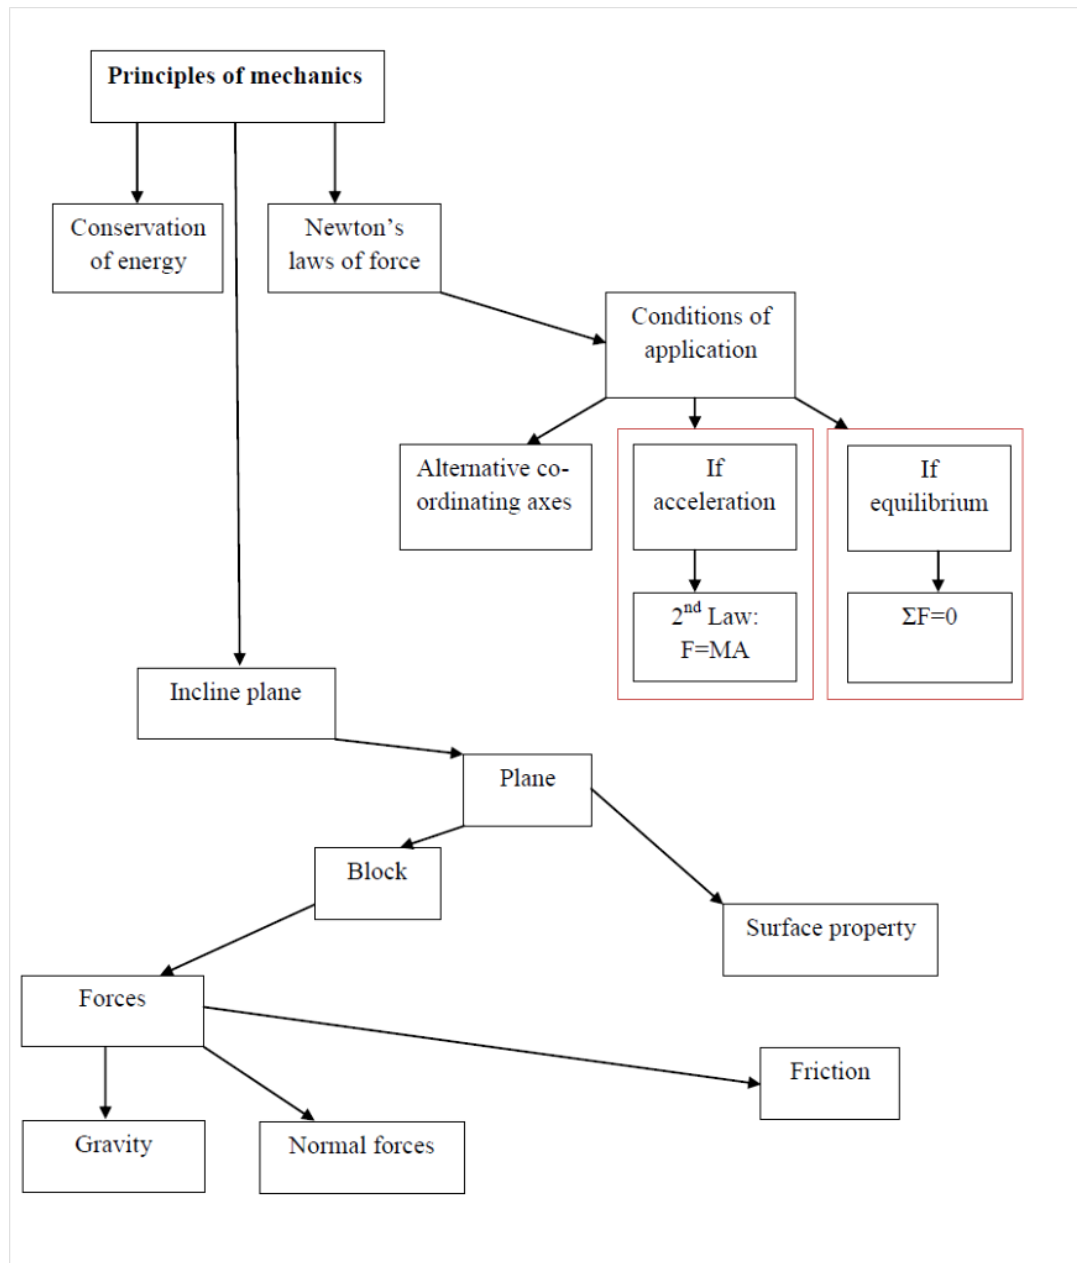 Principles of mechanics
Conservation
of energy
Newton’s
laws of force
Conditions of
application
Alternative co-
ordinating axes
If
acceleration
If
equilibrium
2nd Law:
F=MA
ΣF=0
Incline plane
Plane
Block
Surface property
Forces
Friction
Gravity
Normal forces